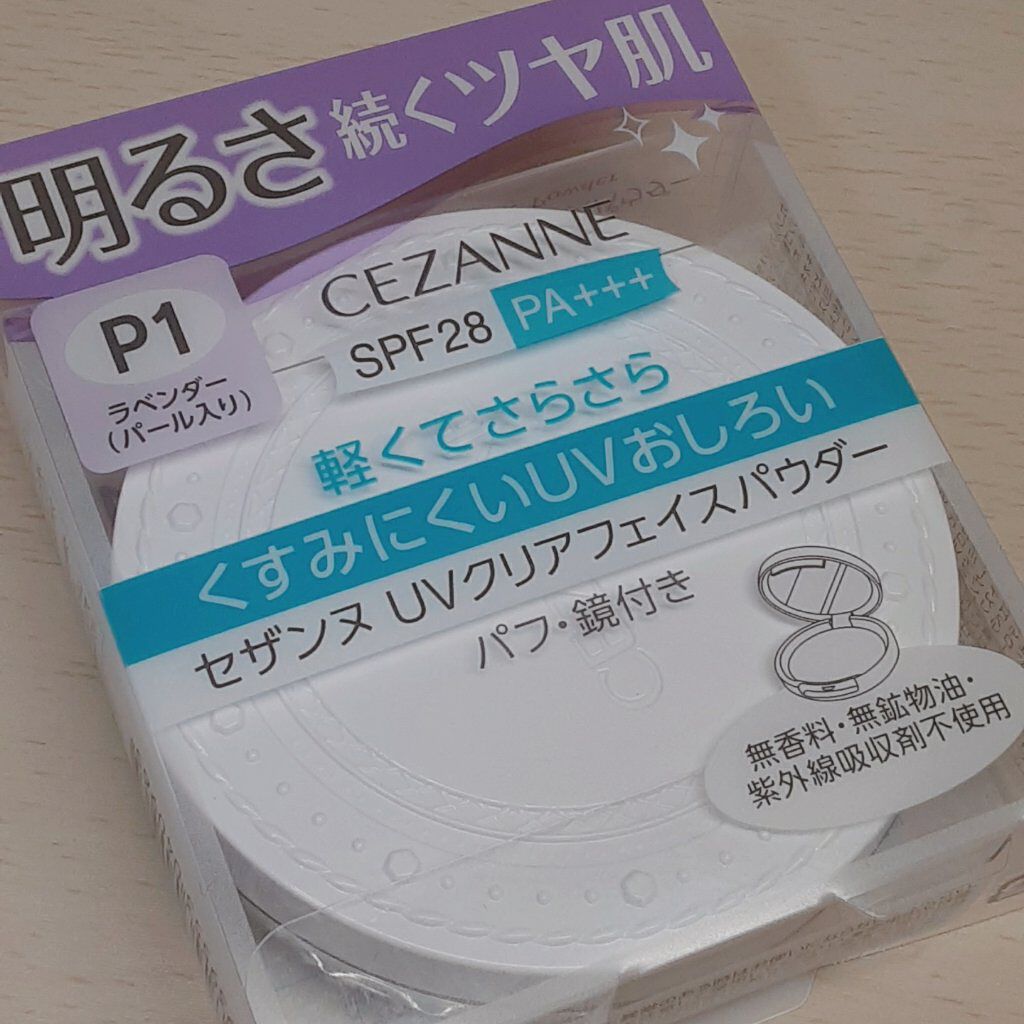 明るさ続くツヤ肌
CEZANNE
P1
ラベンダー
(パール入り)
SPF28 PA+++
軽くてさらさら
くすみにくいUVおしろい
セザンヌ UVクリアフェイスパウダー
パフ・鏡付き
無香料・無鉱物油・
紫外線吸収剤不使用